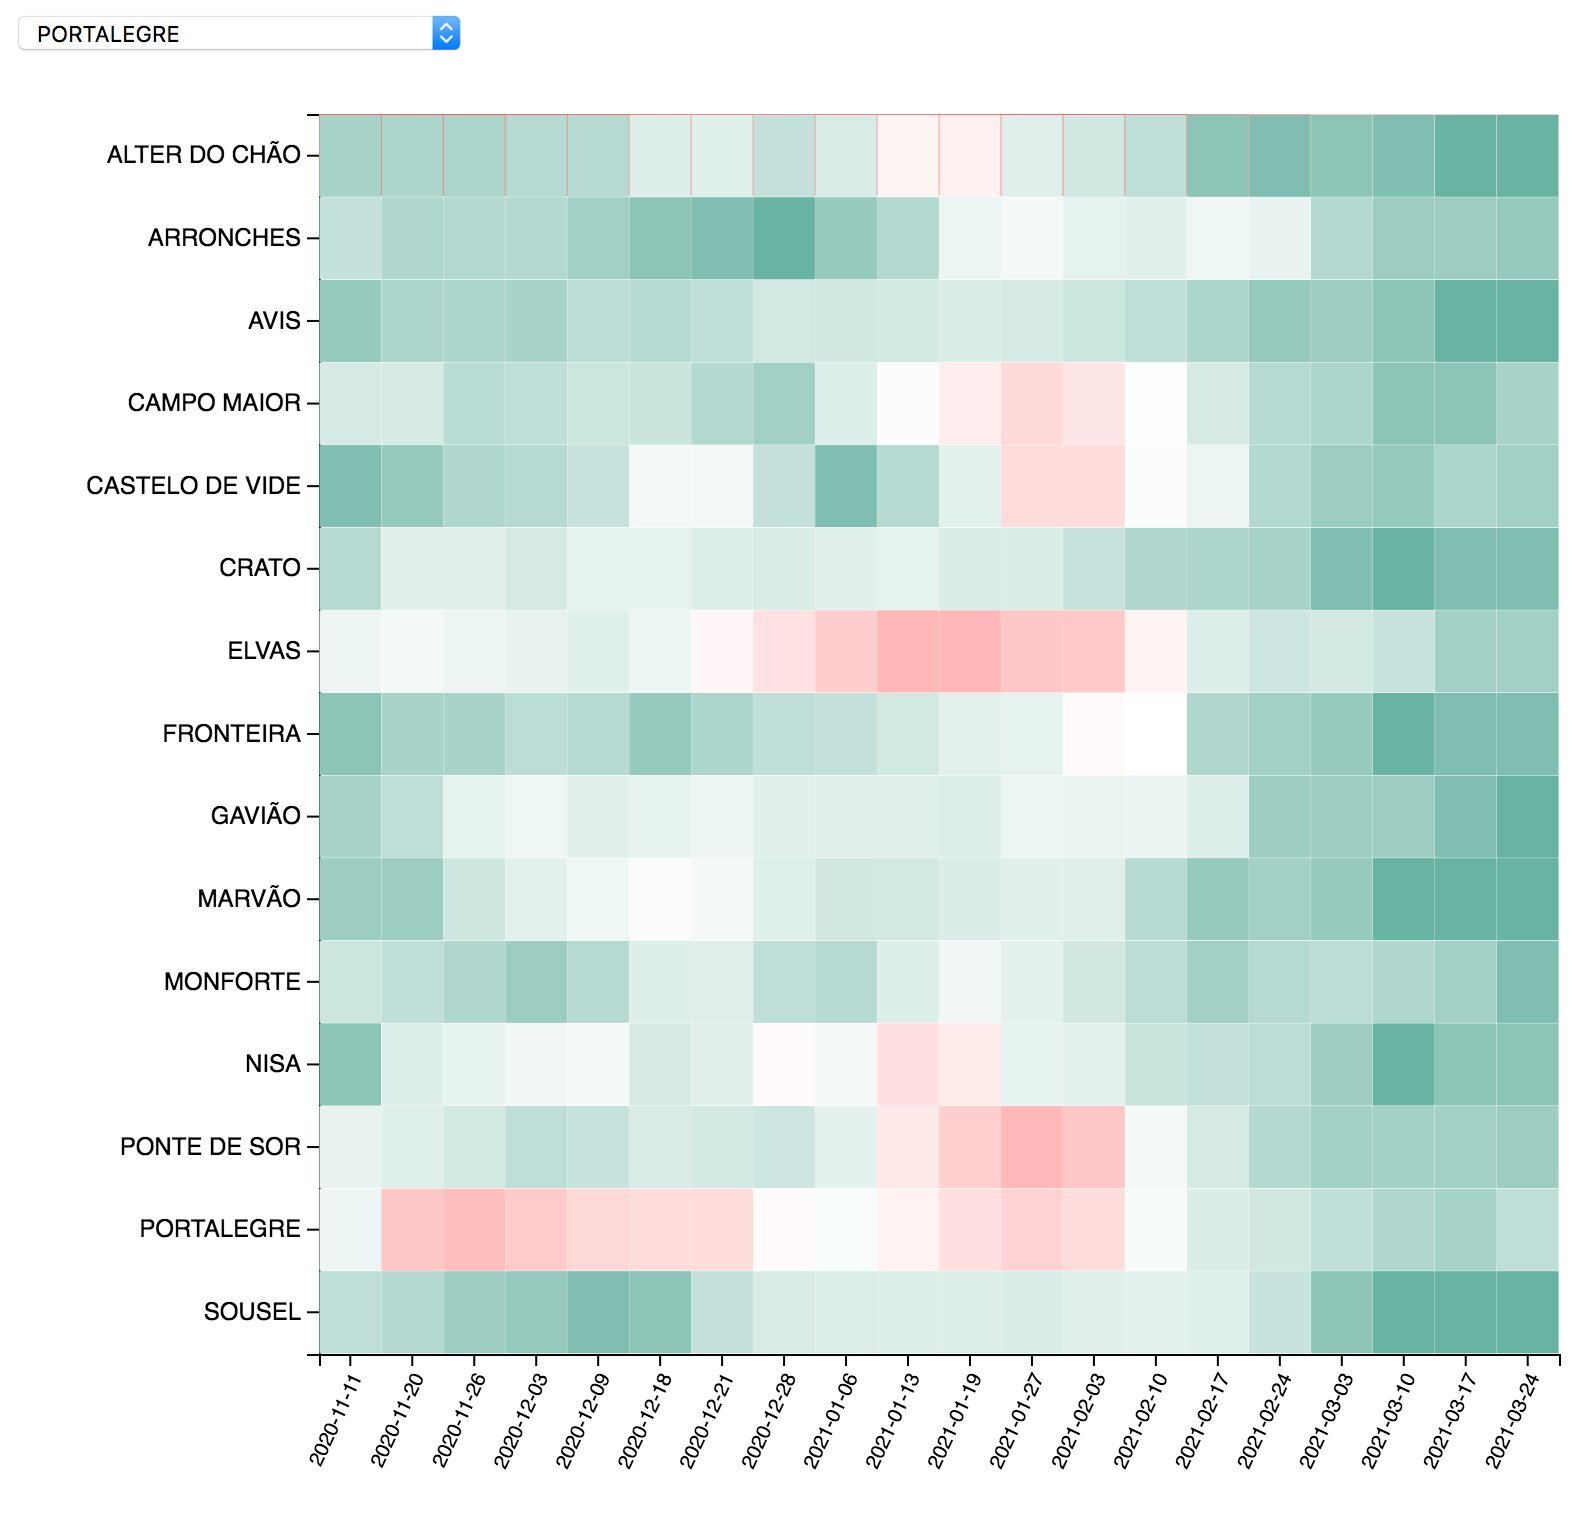 PORTALEGRE
ALTER DO CHÃO
ARRONCHES
AVIS
CAMPO MAIOR
CASTELO DE VIDE
CRATO
ELVAS
FRONTEIRA
GAVIÃO
MARVÃO
MONFORTE
NISA
PONTE DE SOR
PORTALEGRE
SOUSEL
2020-11-11
2020-11-20
2020-11-26
2020-12-03
2020-12-09
2020-12-18
2020-12-21
2020-12-28
2021-01-06
2021-01-13
2021-01-19
2021-01-27
2021-02-03
2021-02-10
2021-02-17
2021-02-24
2021-03-03
2021-03-10
2021-03-17
2021-03-24